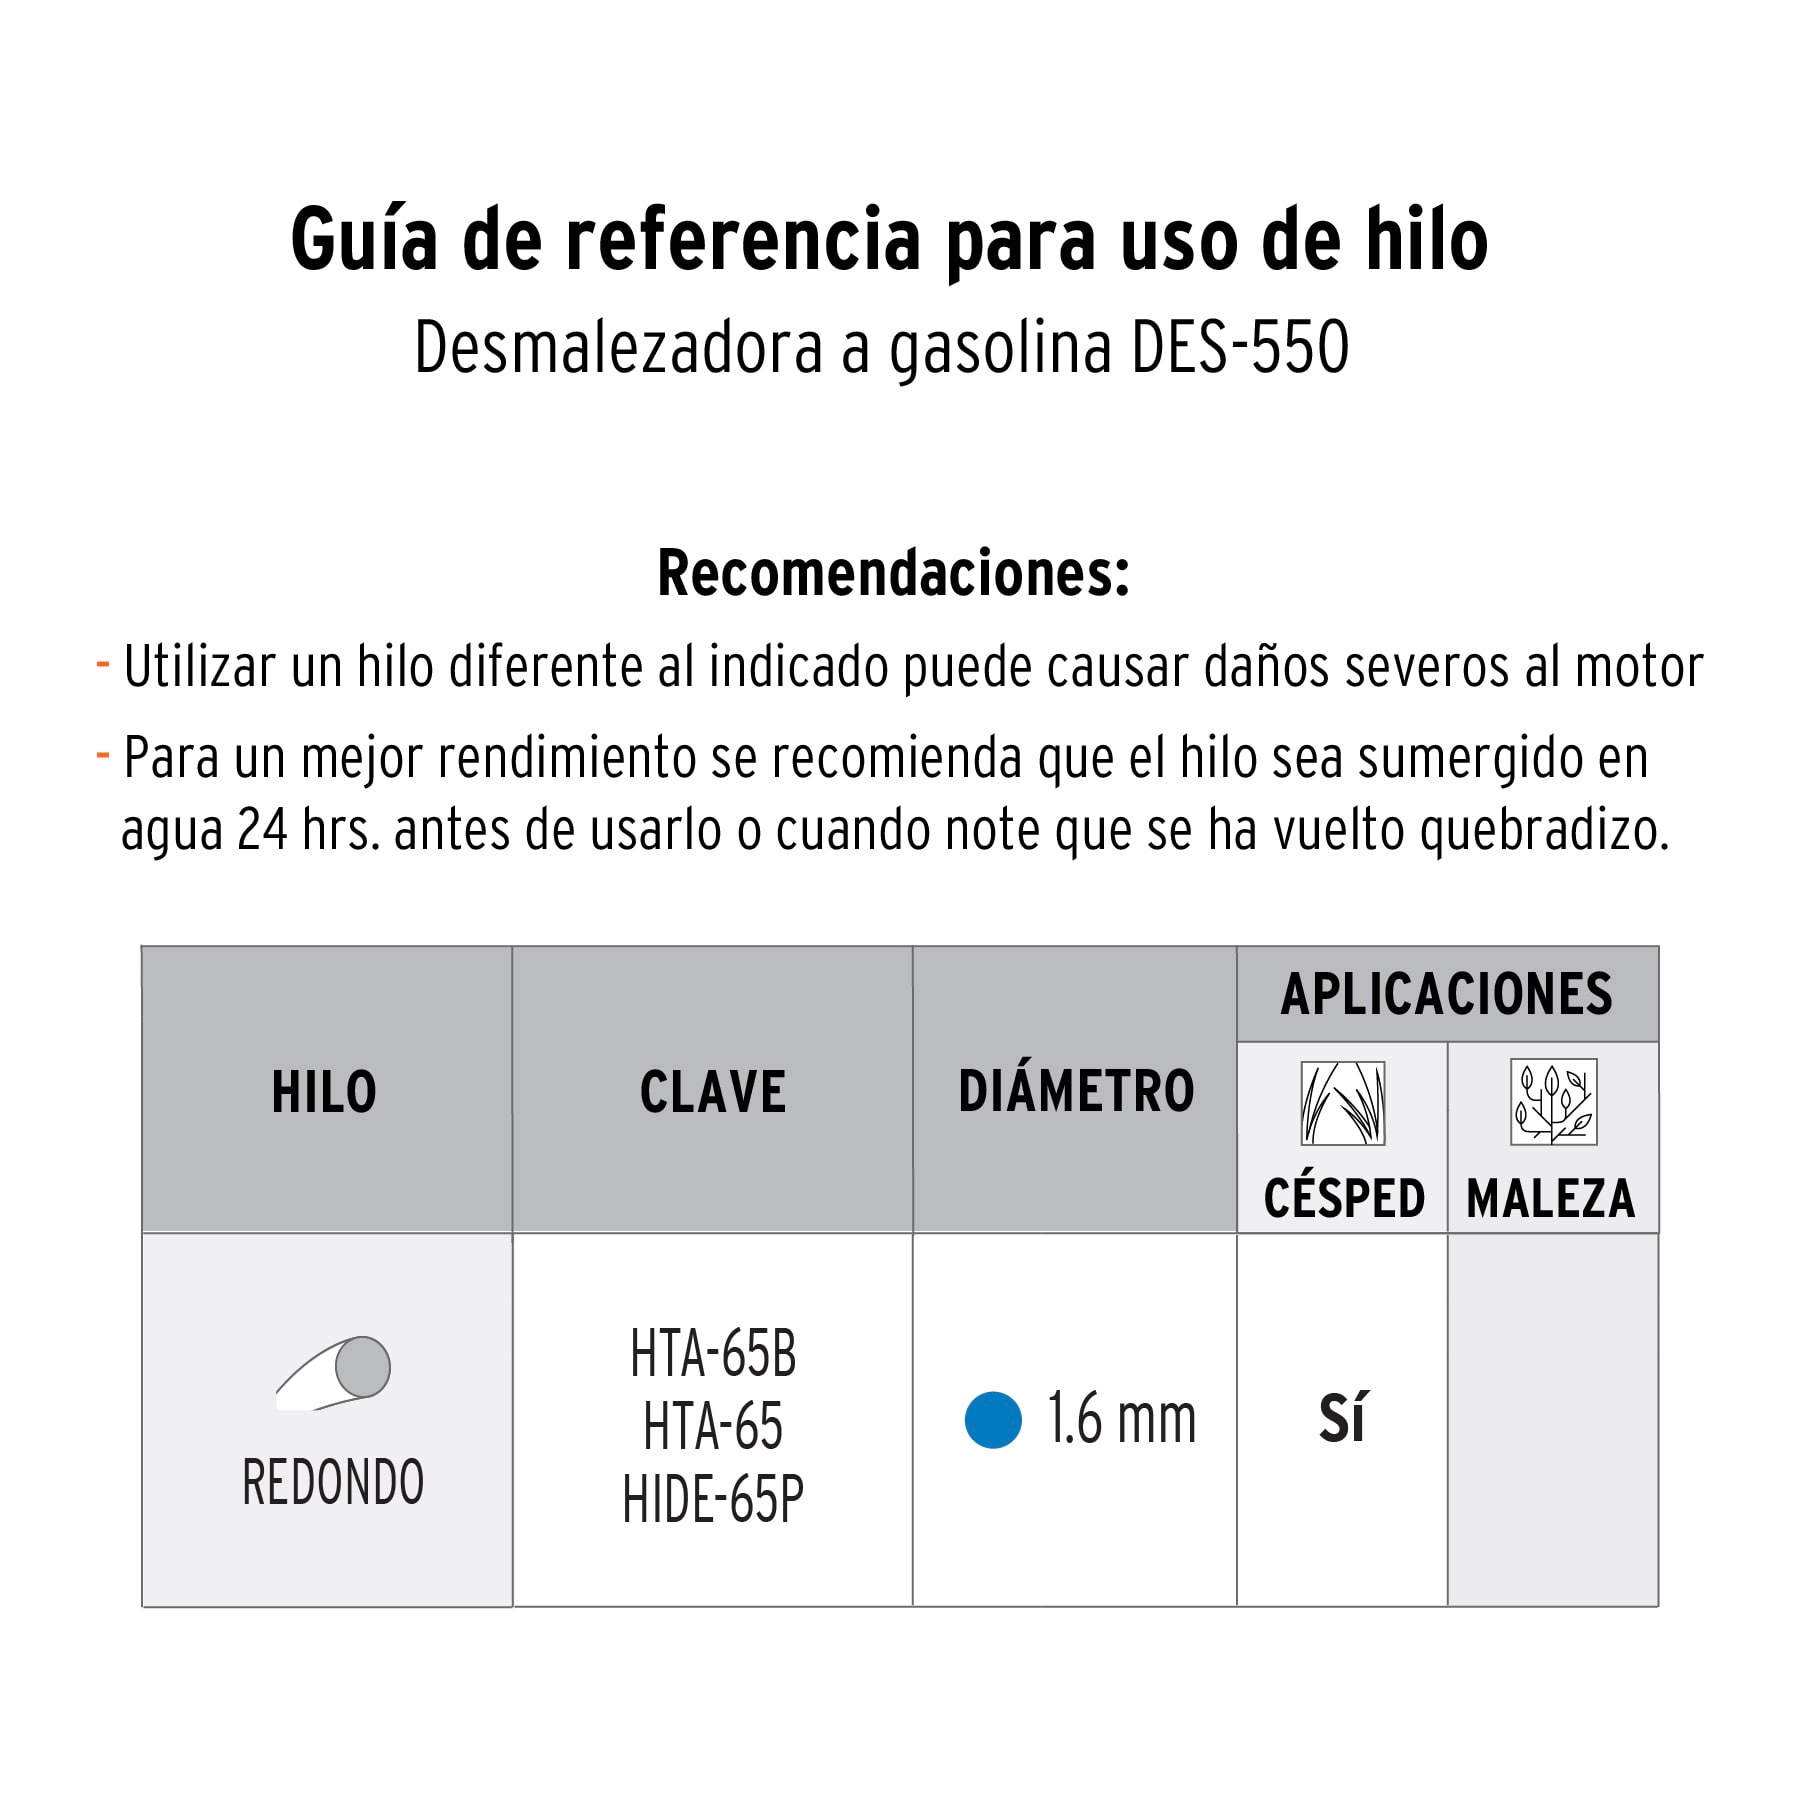 Guía de referencia para uso de hilo
Desmalezadora a gasolina DES-550
Recomendaciones:
- Utilizar un hilo diferente al indicado puede causar daños severos al motor
- Para un mejor rendimiento se recomienda que el hilo sea sumergido en
agua 24 hrs. antes de usarlo o cuando note que se ha vuelto quebradizo.
HILO
CLAVE
DIÁMETRO
APLICACIONES
CÉSPED
MALEZA
REDONDO
HTA-65B
HTA-65
HIDE-65P
1.6 mm
Sí